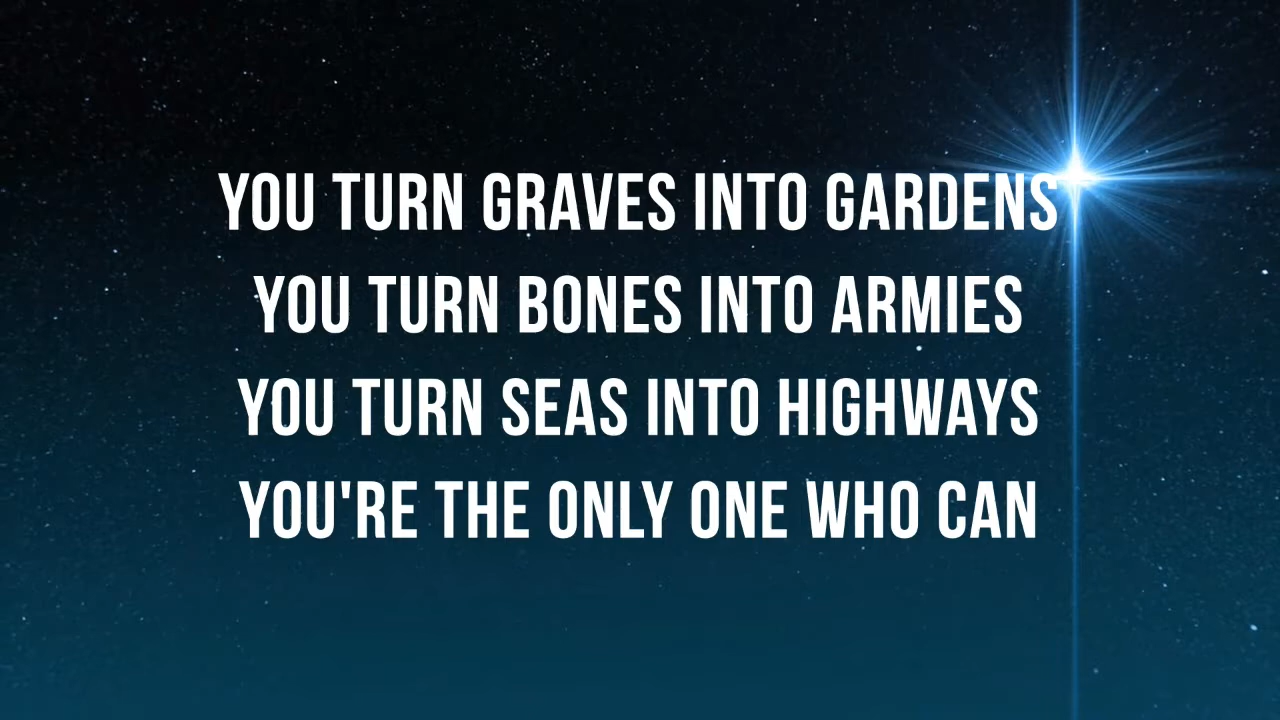 YOU TURN GRAVES INTO GARDENS
YOU TURN BONES INTO ARMIES
YOU TURN SEAS INTO HIGHWAYS
YOU'RE THE ONLY ONE WHO CAN